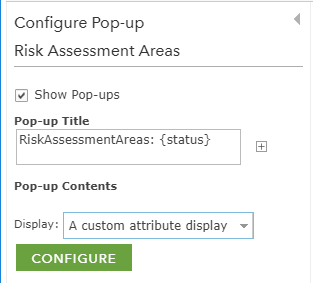 Configure Pop-up
Risk Assessment Areas
Show Pop-ups
Pop-up Title
RiskAssessmentAreas: {status}
Pop-up Contents
Display: A custom attribute display
CONFIGURE